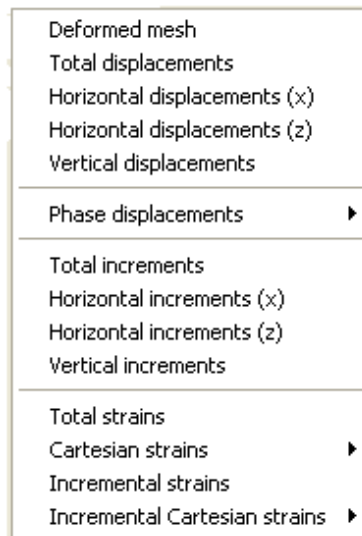 Deformed mesh
Total displacements
Horizontal displacements (x)
Horizontal displacements (z)
Vertical displacements
Phase displacements
Total increments
Horizontal increments (x)
Horizontal increments (z)
Vertical increments
Total strains
Cartesian strains
Incremental strains
Incremental Cartesian strains